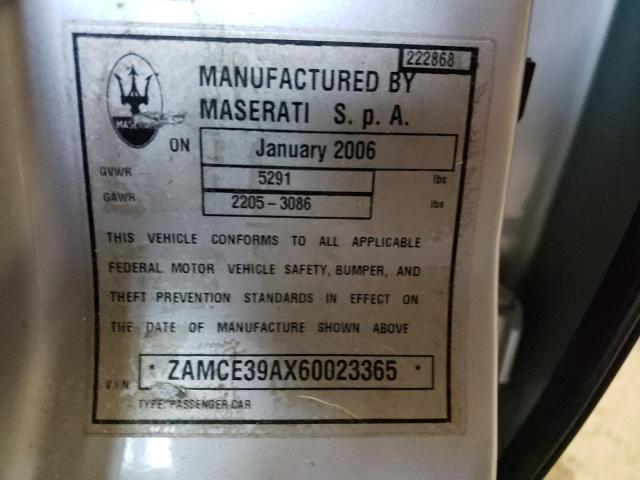 222868
MANUFACTURED BY
MASERATI S. p A.
ON January 2006
GVWR 5291 lbs
GAWR 2205-3086 lbs
THIS VEHICLE CONFORMS TO ALL APPLICABLE
FEDERAL MOTOR VEHICLE SAFETY, BUMPER, AND
THEFT PREVENTION STANDARDS IN EFFECT ON
THE DATE OF MANUFACTURE SHOWN ABOVE
V.I.N * ZAMCE39AX60023365 *
TYPE: PASSENGER CAR